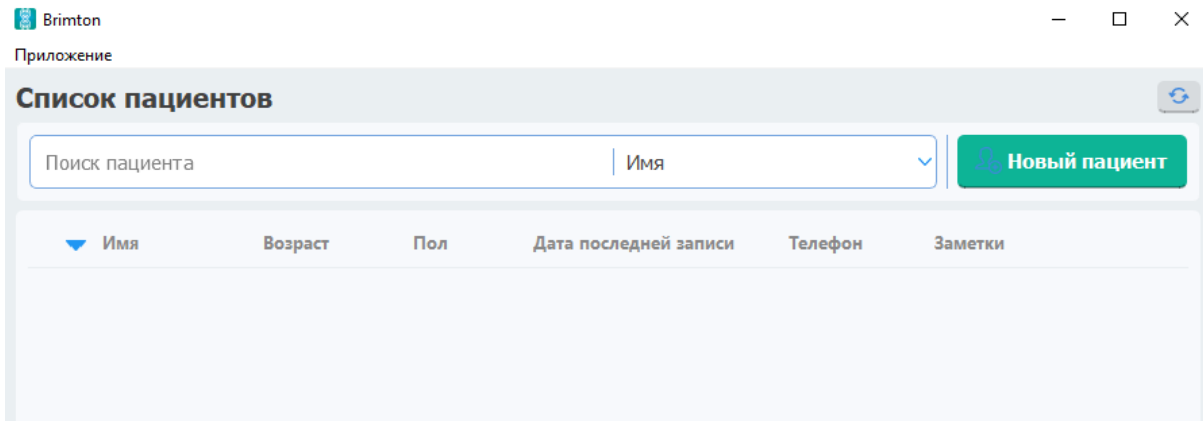 Brimton
Приложение
Список пациентов
Поиск пациента Имя Новый пациент
Имя Возраст Пол Дата последней записи Телефон Заметки